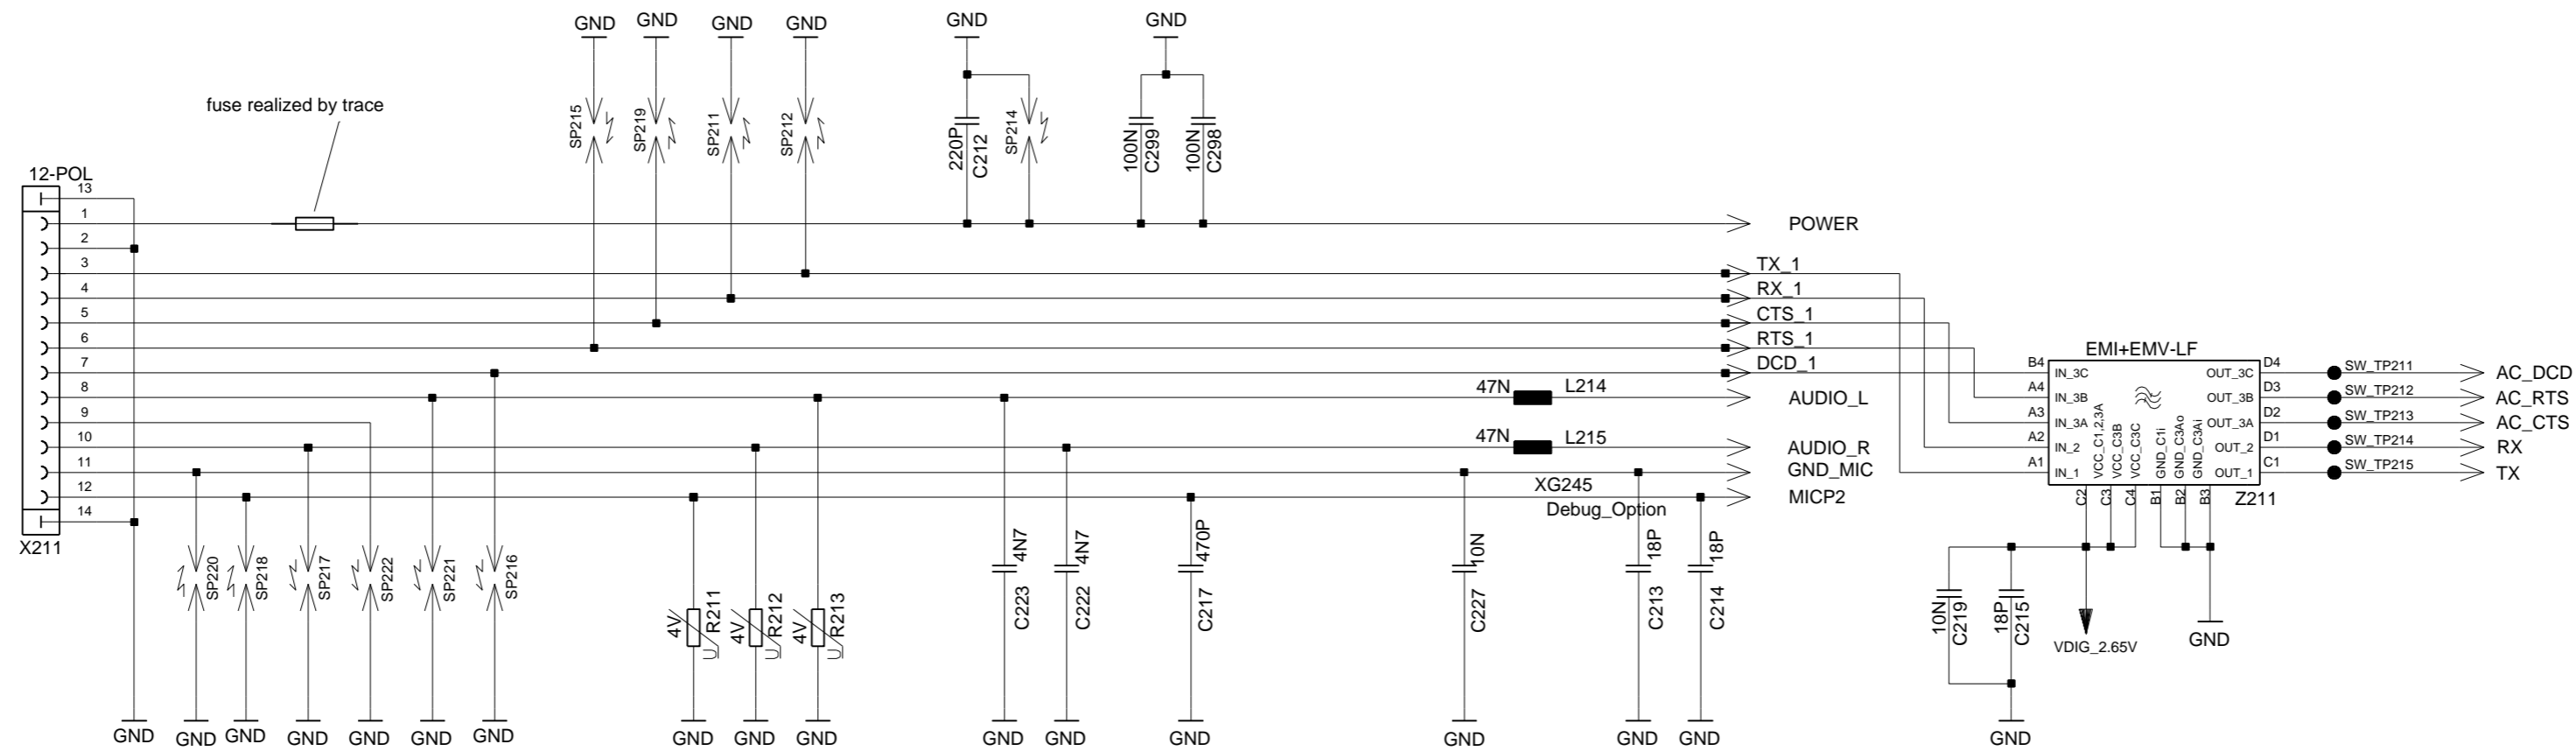 GND GND GND GND GND GND
fuse realized by trace
SP215 SP219 SP211 SP212 220P C212 SP214 100N C299 100N C298
12-POL
13
1 POWER
2
3 TX_1
4 RX_1
5 CTS_1
6 RTS_1
7 DCD_1
8 47N L214 AUDIO_L
9
10 47N L215 AUDIO_R
11 GND_MIC
12 XG245 MICP2
14 Debug_Option
X211
EMI+EMV-LF
B4 IN_3C OUT_3C D4 SW_TP211 AC_DCD
A4 IN_3B OUT_3B D3 SW_TP212 AC_RTS
A3 IN_3A OUT_3A D2 SW_TP213 AC_CTS
A2 IN_2 OUT_2 D1 SW_TP214 RX
A1 IN_1 OUT_1 C1 SW_TP215 TX
VCC_C1,2,3A VCC_C3B VCC_C3C GND_C1i GND_C3Ao GND_C3Ai
C2 C3 C4 B1 B2 B3 Z211
SP220 SP218 SP217 SP222 SP221 SP216
4V R211 4V R212 4V R213
4N7 C223 4N7 C222 470P C217 10N C227 18P C213 18P C214
U U U
10N C219 18P C215
VDIG_2.65V GND
GND GND GND GND GND GND GND GND GND GND GND GND GND GND GND GND GND